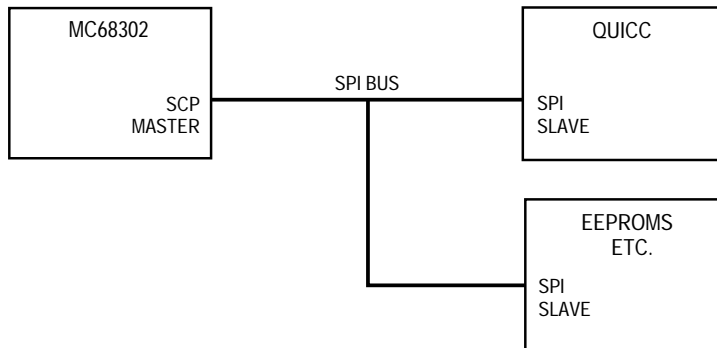 MC68302
SCP
MASTER
SPI BUS
QUICC
SPI
SLAVE
EEPROMS
ETC.
SPI
SLAVE